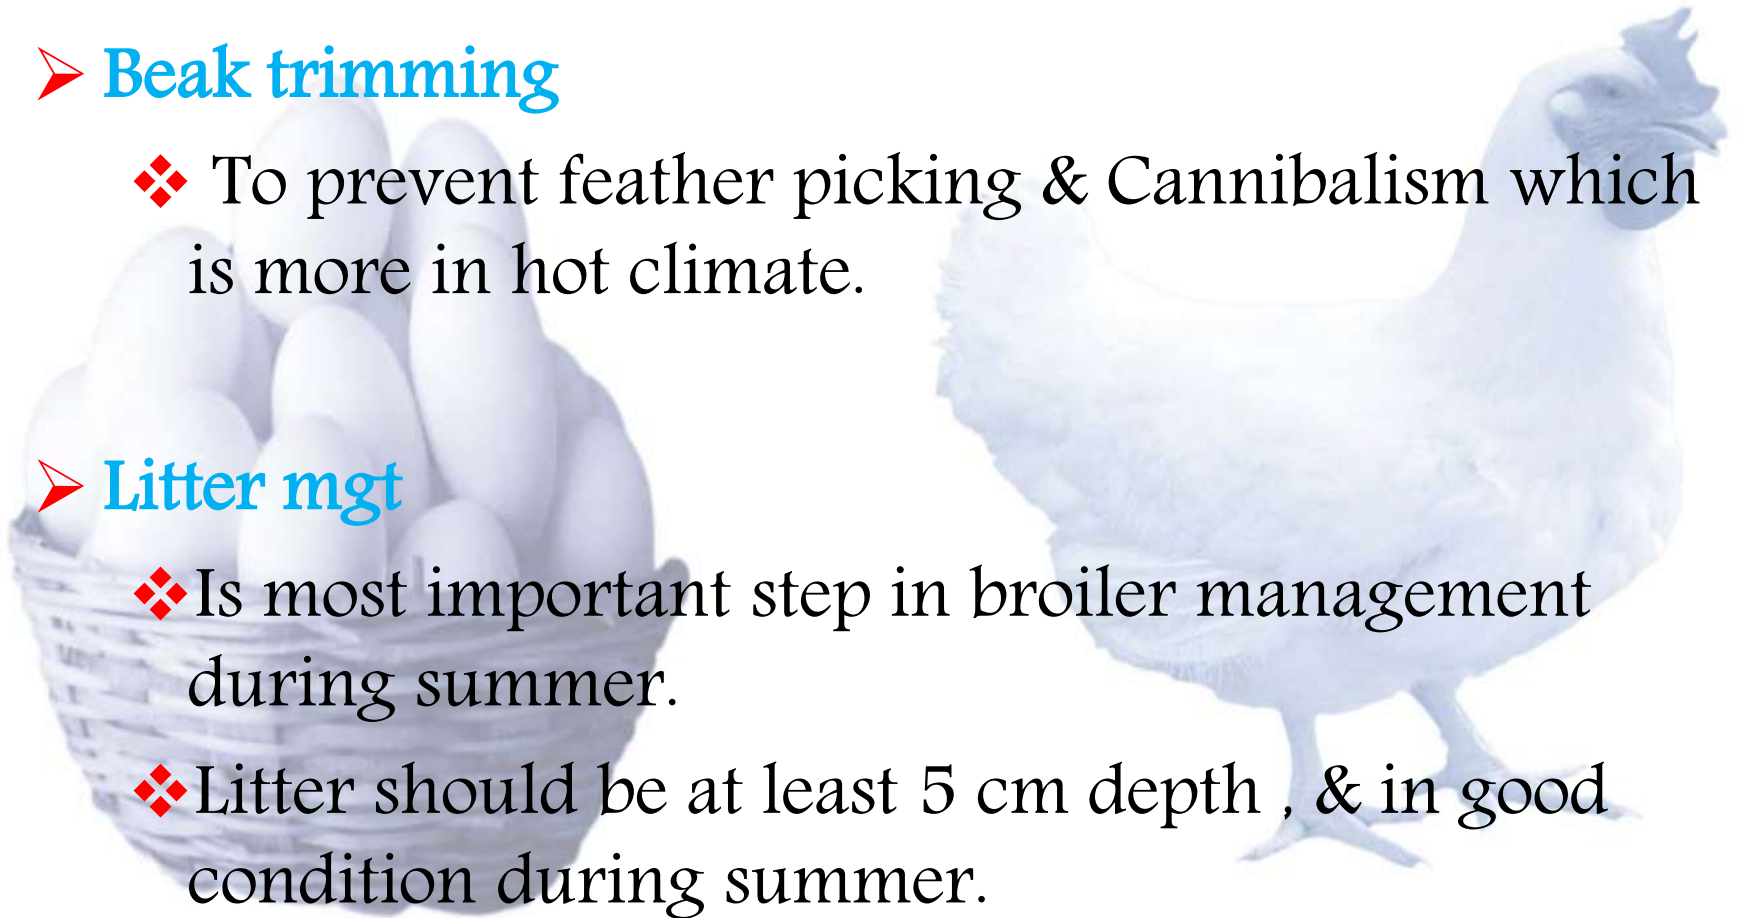 Beak trimming
To prevent feather picking & Cannibalism which
is more in hot climate.
Litter mgt
Is most important step in broiler management
during summer.
Litter should be at least 5 cm depth , & in good
condition during summer.